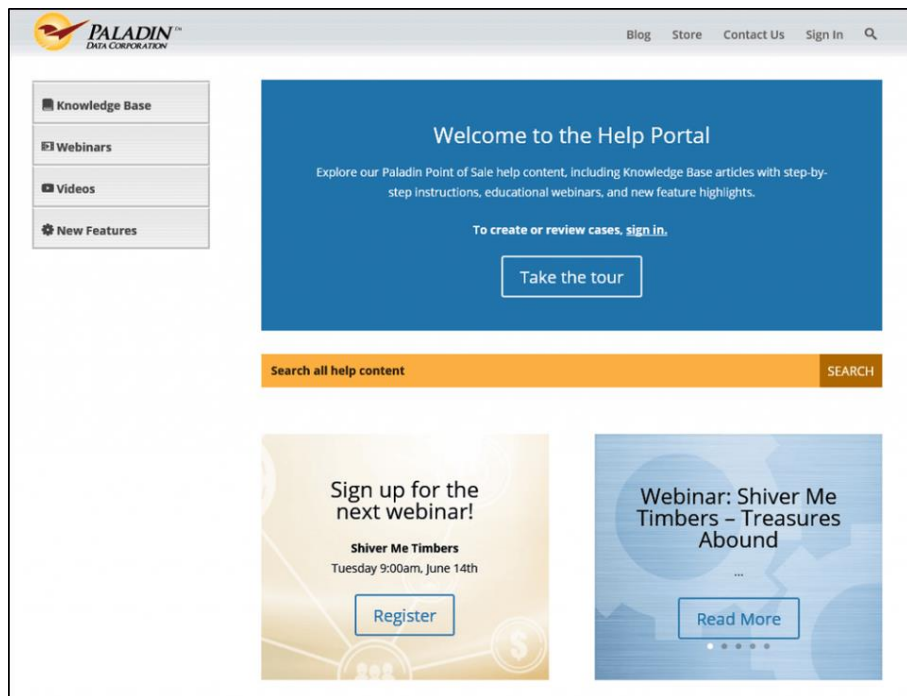 PALADIN™
DATA CORPORATION
Blog Store Contact Us Sign In
Knowledge Base
Webinars
Videos
New Features
Welcome to the Help Portal
Explore our Paladin Point of Sale help content, including Knowledge Base articles with step-by-
step instructions, educational webinars, and new feature highlights.
To create or review cases, sign in.
Take the tour
Search all help content
SEARCH
Sign up for the
next webinar!
Shiver Me Timbers
Tuesday 9:00am, June 14th
Register
Webinar: Shiver Me
Timbers – Treasures
Abound
...
Read More